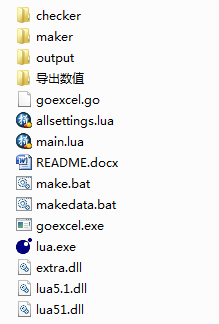 checker
maker
output
导出数值
goexcel.go
allsettings.lua
main.lua
README.docx
make.bat
makedata.bat
goexcel.exe
lua.exe
extra.dll
lua5.1.dll
lua51.dll